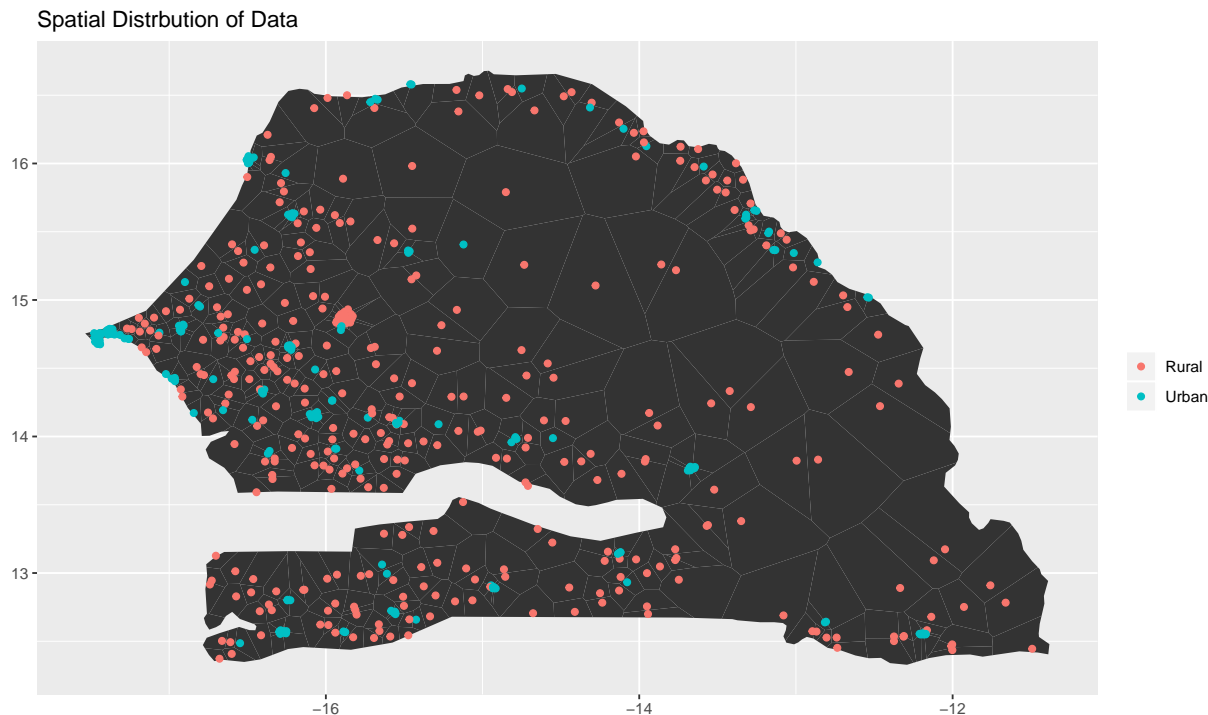 Spatial Distrbution of Data
16
15
14
13
−16
−14
−12
Rural
Urban